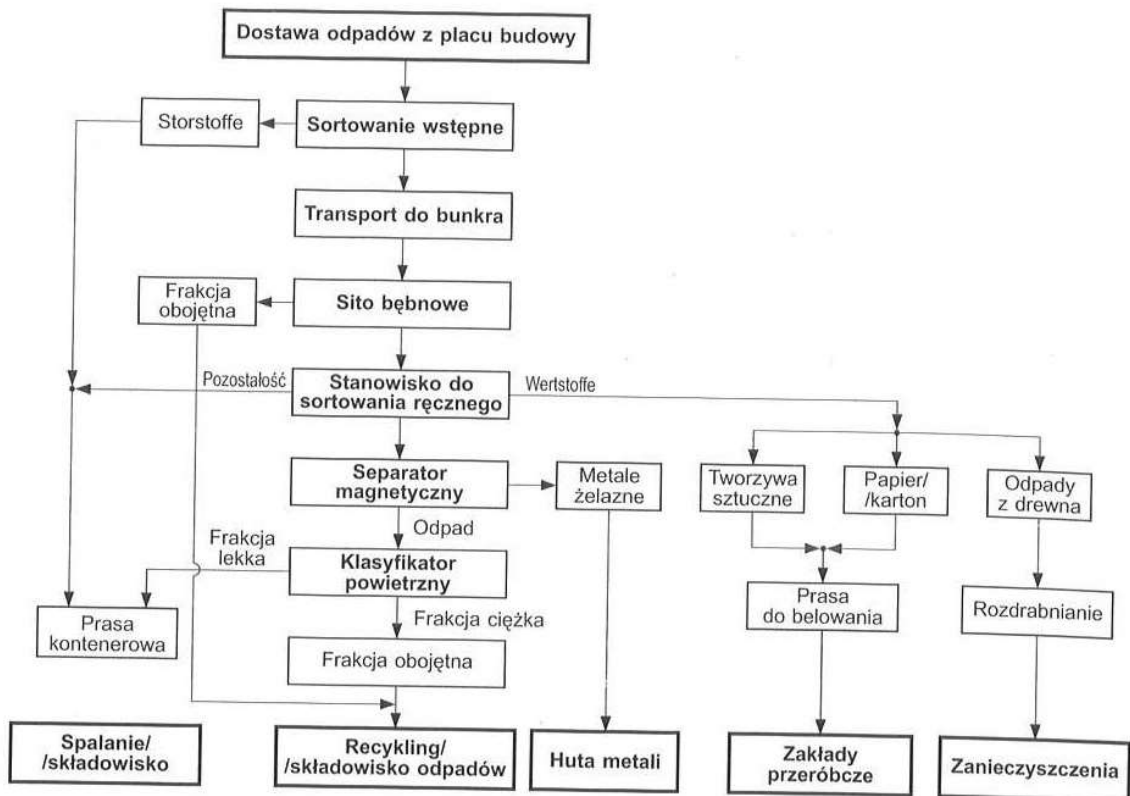 Dostawa odpadów z placu budowy
Storstoffe
Sortowanie wstępne
Transport do bunkra
Frakcja
obojętna
Sito bębnowe
Pozostałość
Stanowisko do
sortowania ręcznego
Wertstoffe
Separator
magnetyczny
Metale
żelazne
Tworzywa
sztuczne
Papier/
/karton
Odpady
z drewna
Odpad
Frakcja
lekka
Klasyfikator
powietrzny
Prasa
do belowania
Rozdrabnianie
Prasa
kontenerowa
Frakcja ciężka
Frakcja obojętna
Spalanie/
/składowisko
Recykling/
/składowisko odpadów
Huta metali
Zakłady
przeróbcze
Zanieczyszczenia